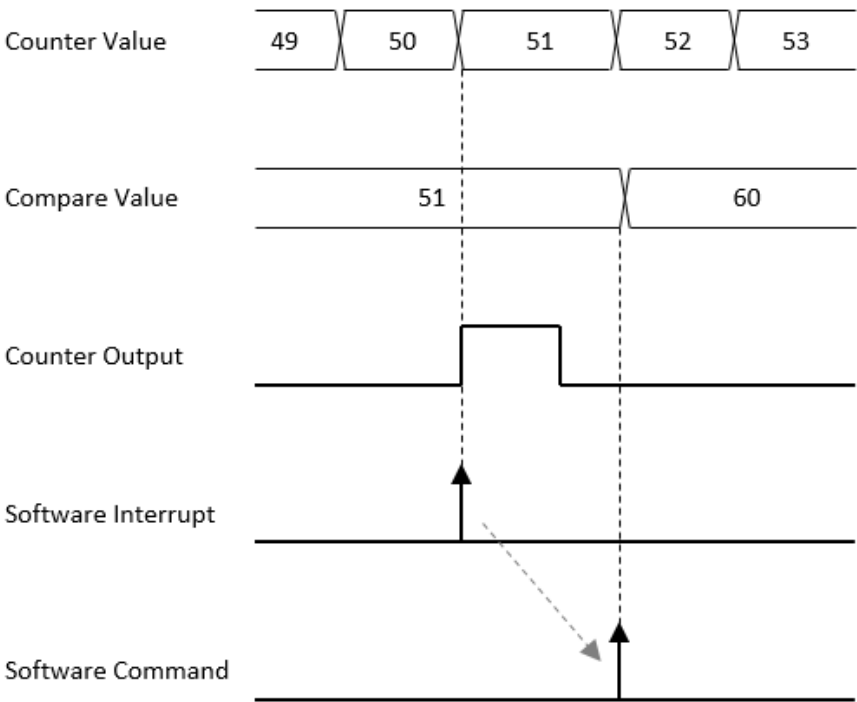 Counter Value 49 50 51 52 53
Compare Value 51 60
Counter Output
Software Interrupt
Software Command